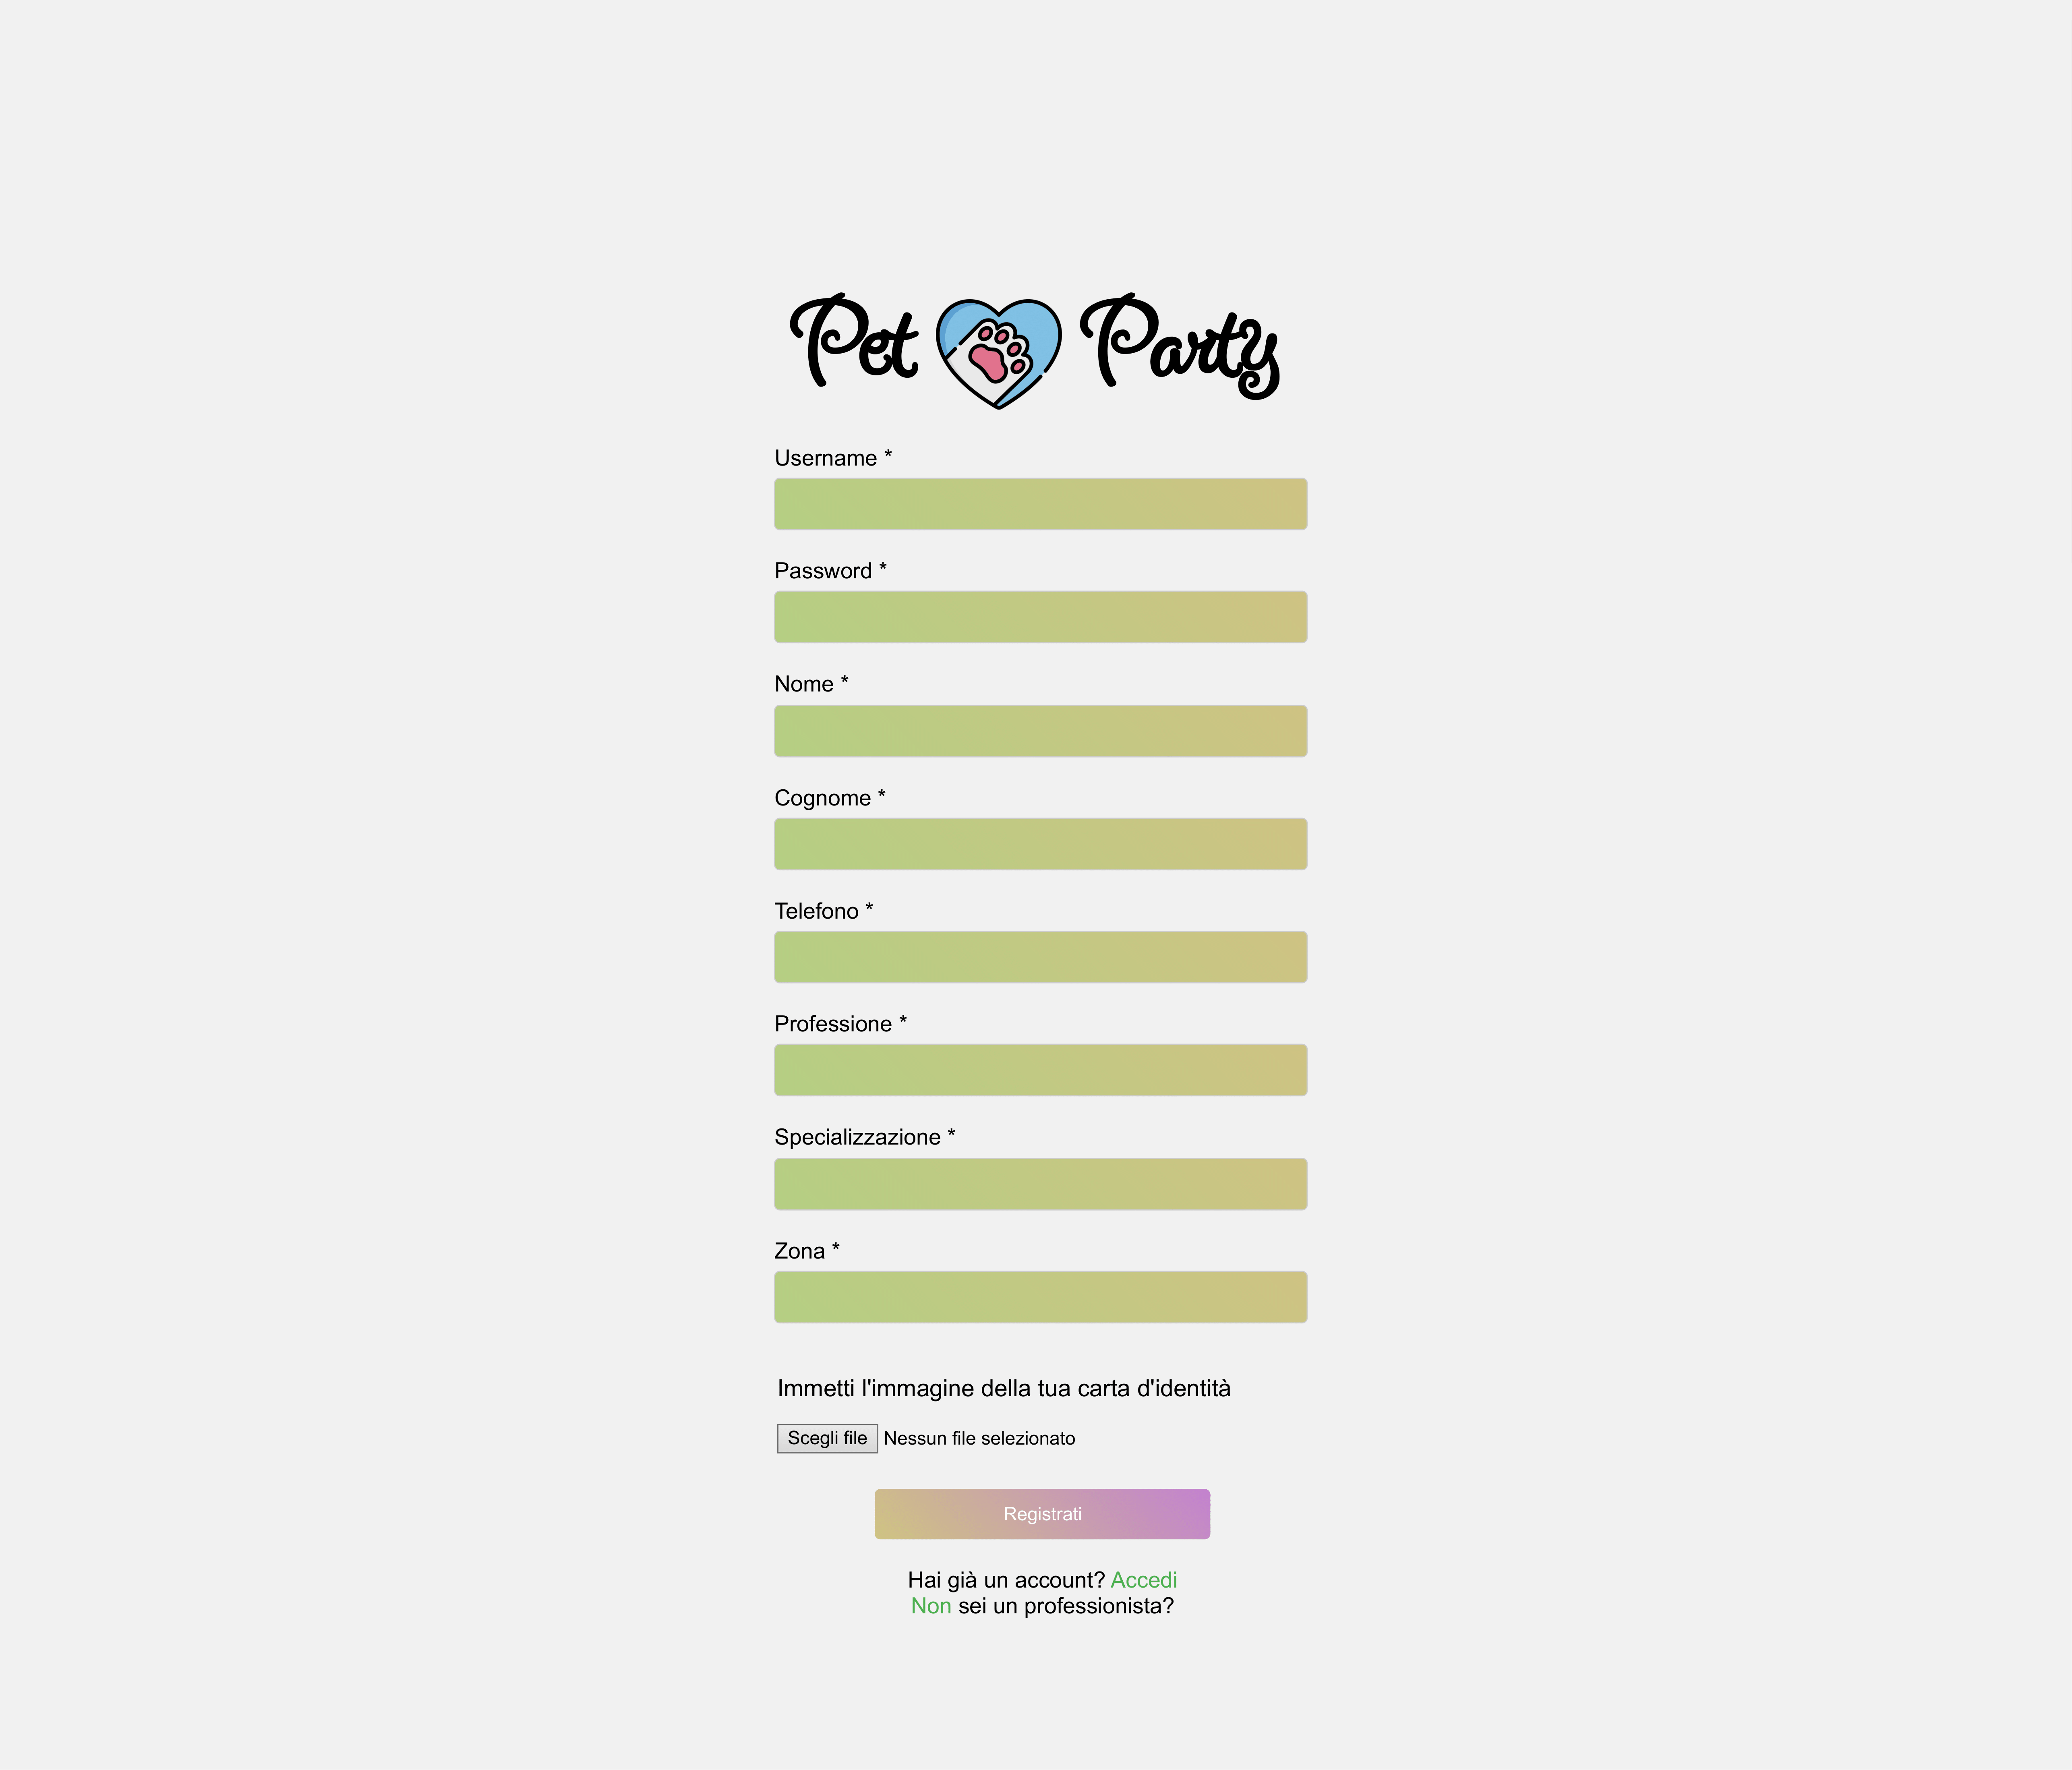 Pet Party
Username *
Password *
Nome *
Cognome *
Telefono *
Professione *
Specializzazione *
Zona *
Immetti l'immagine della tua carta d'identità
Scegli file Nessun file selezionato
Registrati
Hai già un account? Accedi
Non sei un professionista?